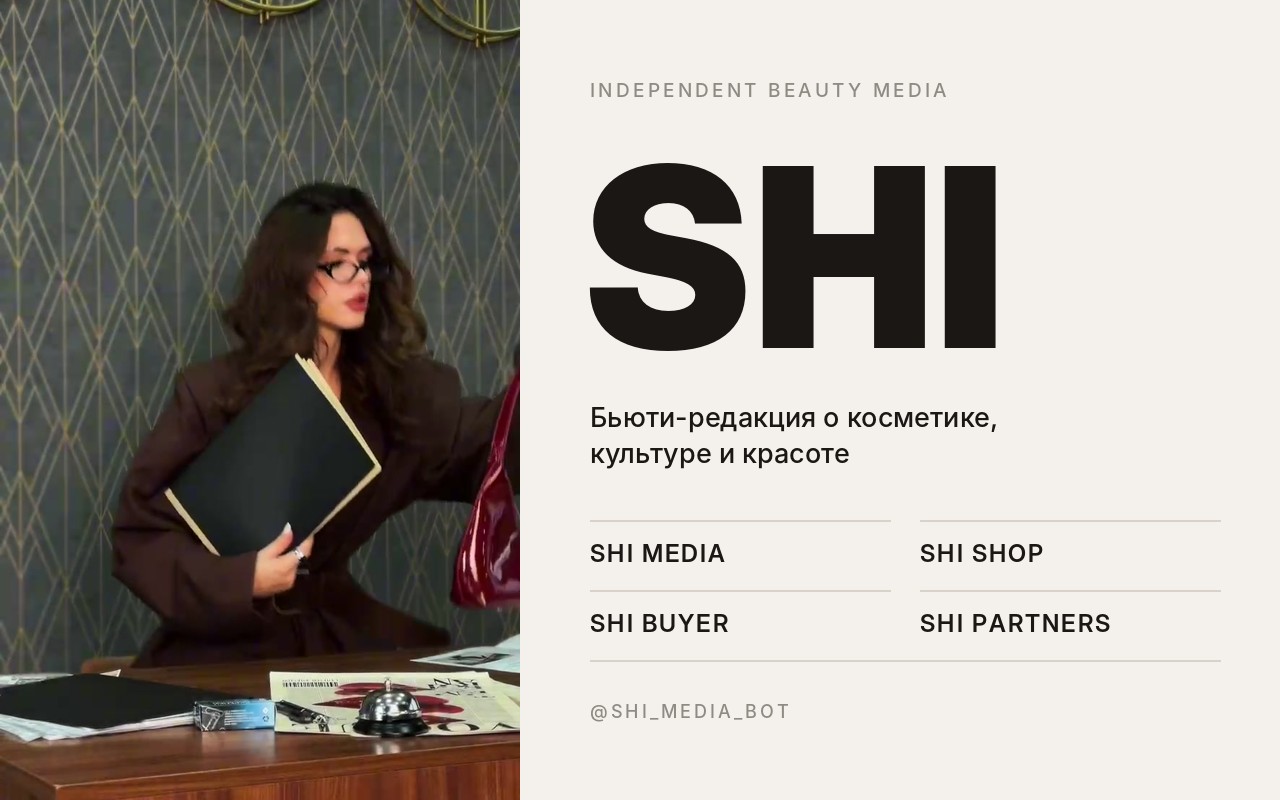 INDEPENDENT BEAUTY MEDIA
SHI
Бьюти-редакция о косметике,
культуре и красоте
SHI MEDIA
SHI SHOP
SHI BUYER
SHI PARTNERS
@SHI_MEDIA_BOT